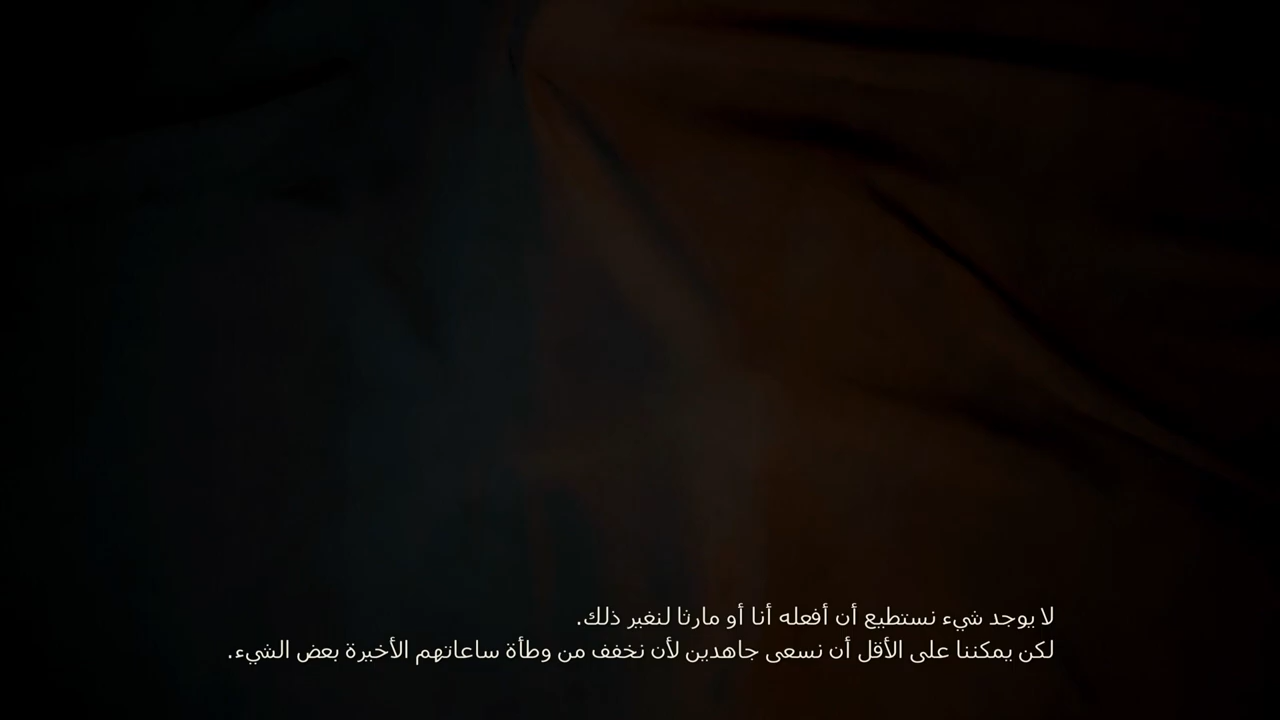 لا يوجد شيء نستطيع أن أفعله أنا أو مارثا لنغير ذلك.
لكن يمكننا على الأقل أن نسعى جاهدين لأن نخفف من وطأة ساعاتهم الأخيرة بعض الشيء.